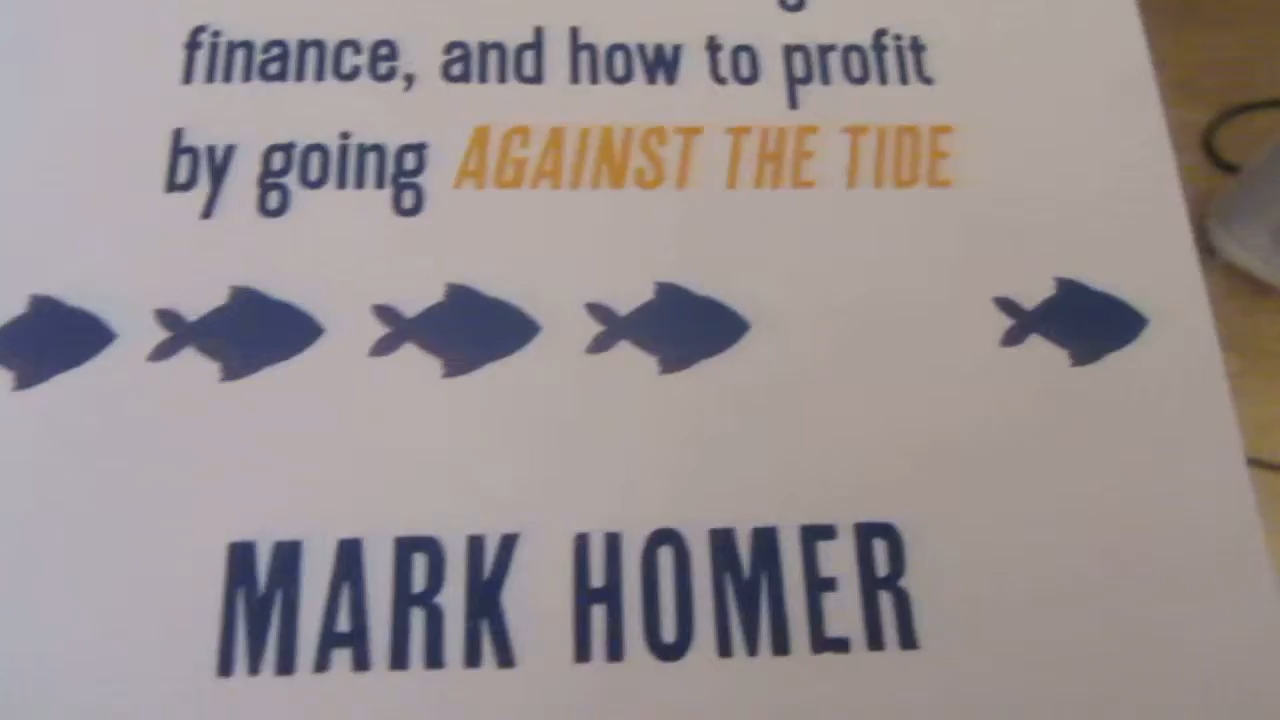 finance, and how to profit
by going AGAINST THE TIDE
MARK HOMER